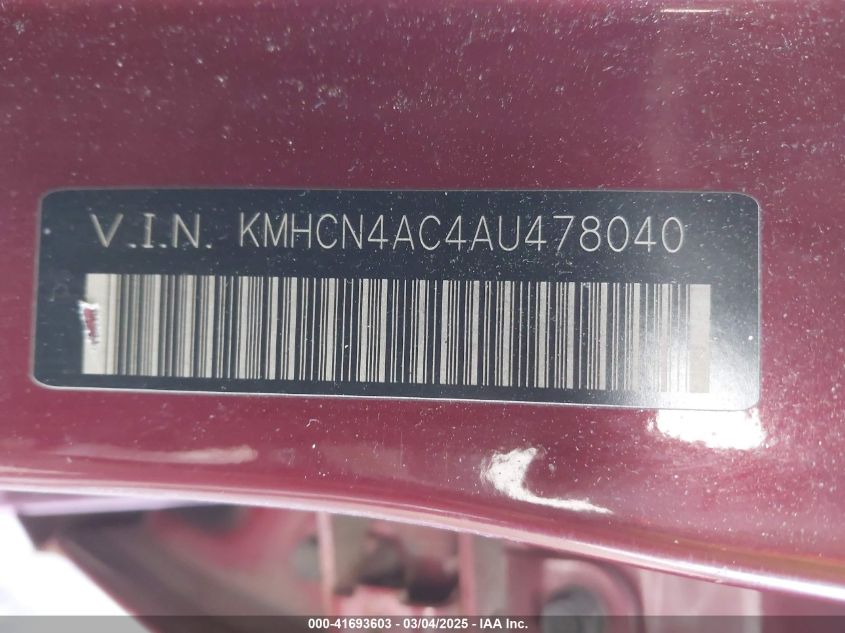 V.I.N. KMHCN4AC4AU478040
000-41693603 — 03/04/2025 — IAA Inc.